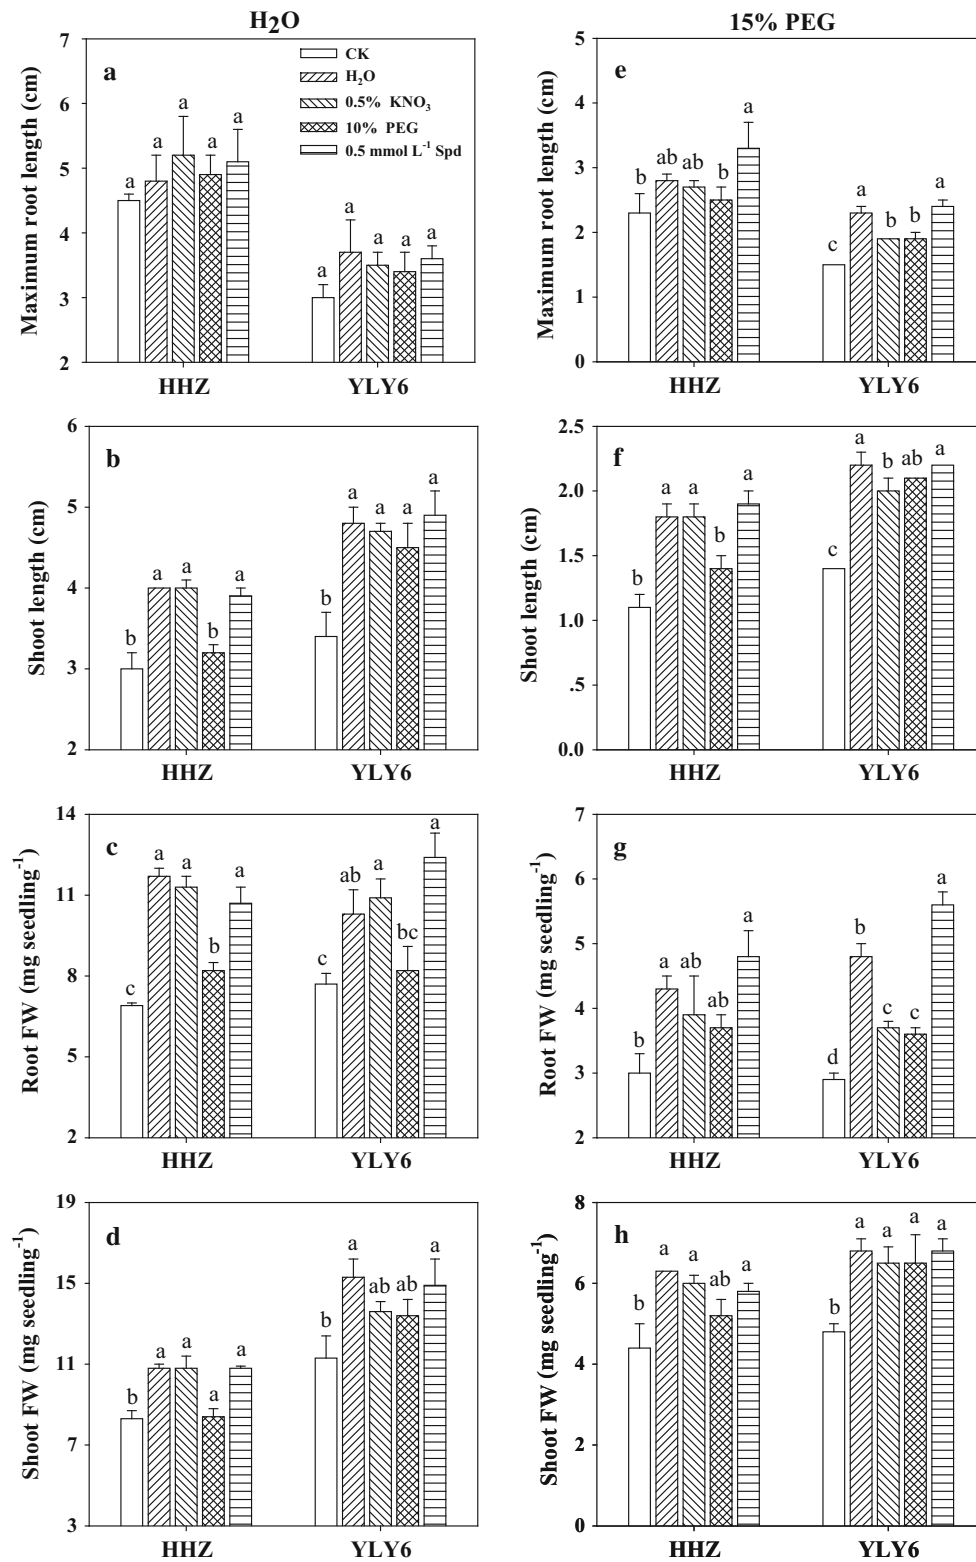 H₂O
15% PEG
a
CK
H₂O
0.5% KNO₃
10% PEG
0.5 mmol L⁻¹ Spd
Maximum root length (cm)
7
6
5
4
3
2
a a a a a
a a a a a
HHZ YLY6
e
Maximum root length (cm)
5
4
3
2
1
0
b ab ab b a
c a b b a
HHZ YLY6
b
Shoot length (cm)
6
5
4
3
2
b a a b a
b a a a a
HHZ YLY6
f
Shoot length (cm)
2.5
2.0
1.5
1.0
.5
0.0
b a a b a
c a b ab a
HHZ YLY6
c
Root FW (mg seedling⁻¹)
14
11
8
5
2
c a a b a
c ab a bc a
HHZ YLY6
g
Root FW (mg seedling⁻¹)
7
6
5
4
3
2
b a ab ab a
d b c c a
HHZ YLY6
d
Shoot FW (mg seedling⁻¹)
19
15
11
7
3
b a a a a
b a ab ab a
HHZ YLY6
h
Shoot FW (mg seedling⁻¹)
8
6
4
2
0
b a a ab a
b a a a a
HHZ YLY6